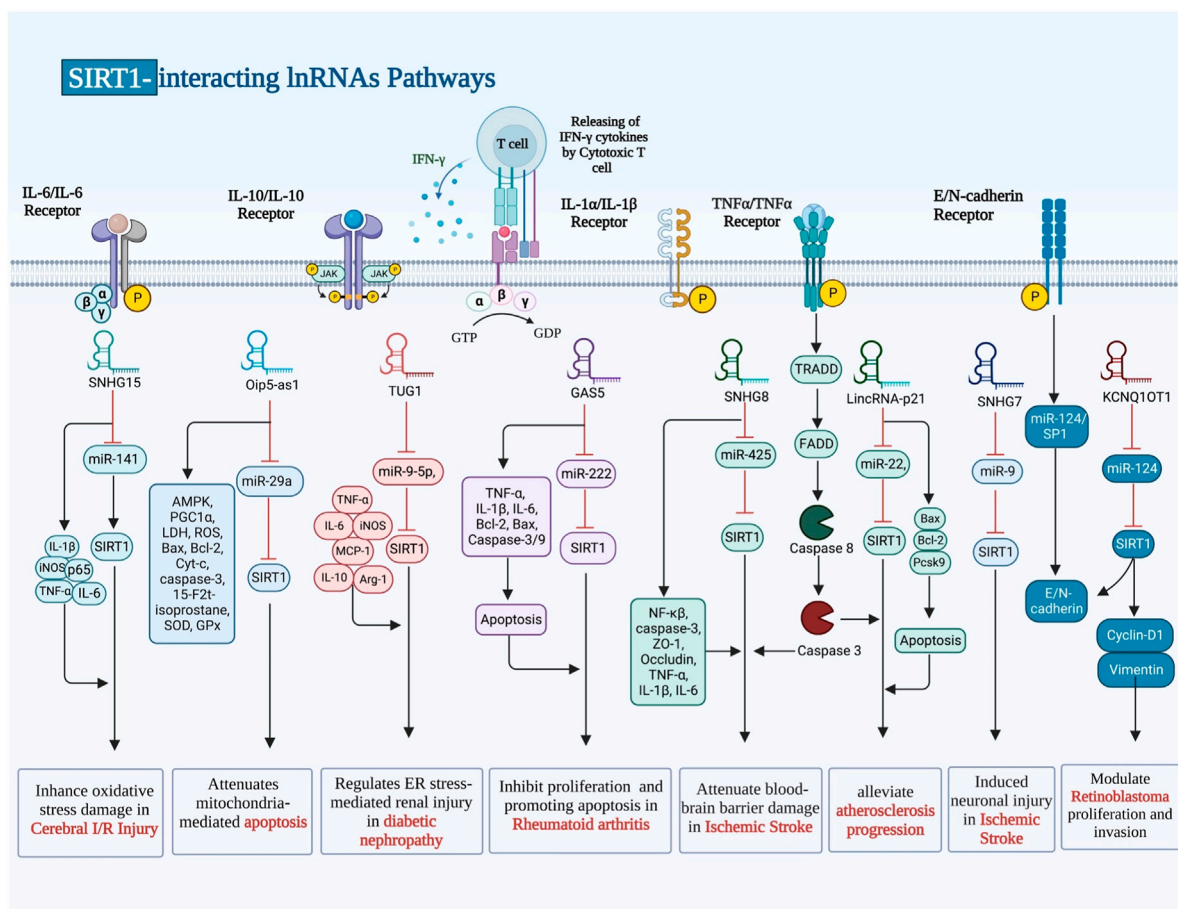 SIRT1-interacting lnRNAs Pathways
Releasing of
IFN-γ cytokines
by Cytotoxic T
cell
T cell
IFN-γ
IL-6/IL-6
Receptor
IL-10/IL-10
Receptor
IL-1α/IL-1β
Receptor
TNFα/TNFα
Receptor
E/N-cadherin
Receptor
β
α
γ
P
P
JAK
JAK
P
P
P
α
β
γ
GTP
GDP
P
P
P
SNHG15
miR-141
IL-1β
iNOS
p65
TNF-α
IL-6
SIRT1
Oip5-as1
AMPK,
PGC1α,
LDH, ROS,
Bax, Bcl-2,
Cyt-c,
caspase-3,
15-F2t-
isoprostane,
SOD, GPx
miR-29a
SIRT1
TUG1
miR-9-5p,
TNF-α
IL-6
iNOS
MCP-1
IL-10
Arg-1
SIRT1
GAS5
TNF-α,
IL-1β, IL-6,
Bcl-2, Bax,
Caspase-3/9
Apoptosis
miR-222
SIRT1
SNHG8
miR-425
SIRT1
NF-κβ,
caspase-3,
ZO-1,
Occludin,
TNF-α,
IL-1β, IL-6
TRADD
FADD
Caspase 8
Caspase 3
LincRNA-p21
miR-22,
SIRT1
Bax
Bcl-2
Pcsk9
Apoptosis
SNHG7
miR-9
SIRT1
miR-124/
SP1
E/N-
cadherin
KCNQ1OT1
miR-124
SIRT1
Cyclin-D1
Vimentin
Inhance oxidative
stress damage in
Cerebral I/R Injury
Attenuates
mitochondria-
mediated apoptosis
Regulates ER stress-
mediated renal injury
in diabetic
nephropathy
Inhibit proliferation and
promoting apoptosis in
Rheumatoid arthritis
Attenuate blood-
brain barrier damage
in Ischemic Stroke
alleviate
atherosclerosis
progression
Induced
neuronal injury
in Ischemic
Stroke
Modulate
Retinoblastoma
proliferation and
invasion